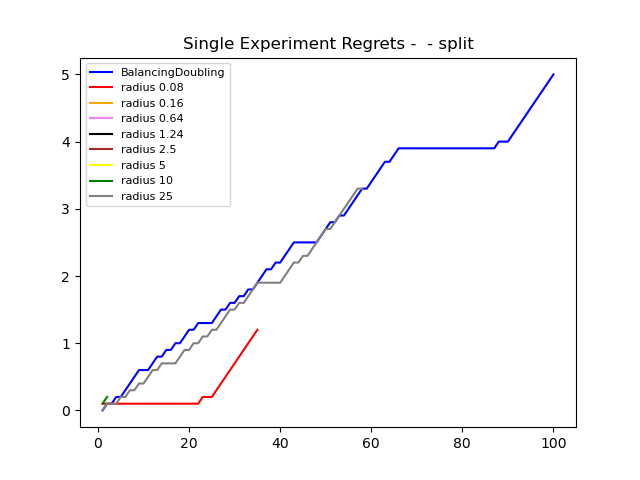 Single Experiment Regrets -  - split
BalancingDoubling
radius 0.08
radius 0.16
radius 0.64
radius 1.24
radius 2.5
radius 5
radius 10
radius 25
5
4
3
2
1
0
0 20 40 60 80 100